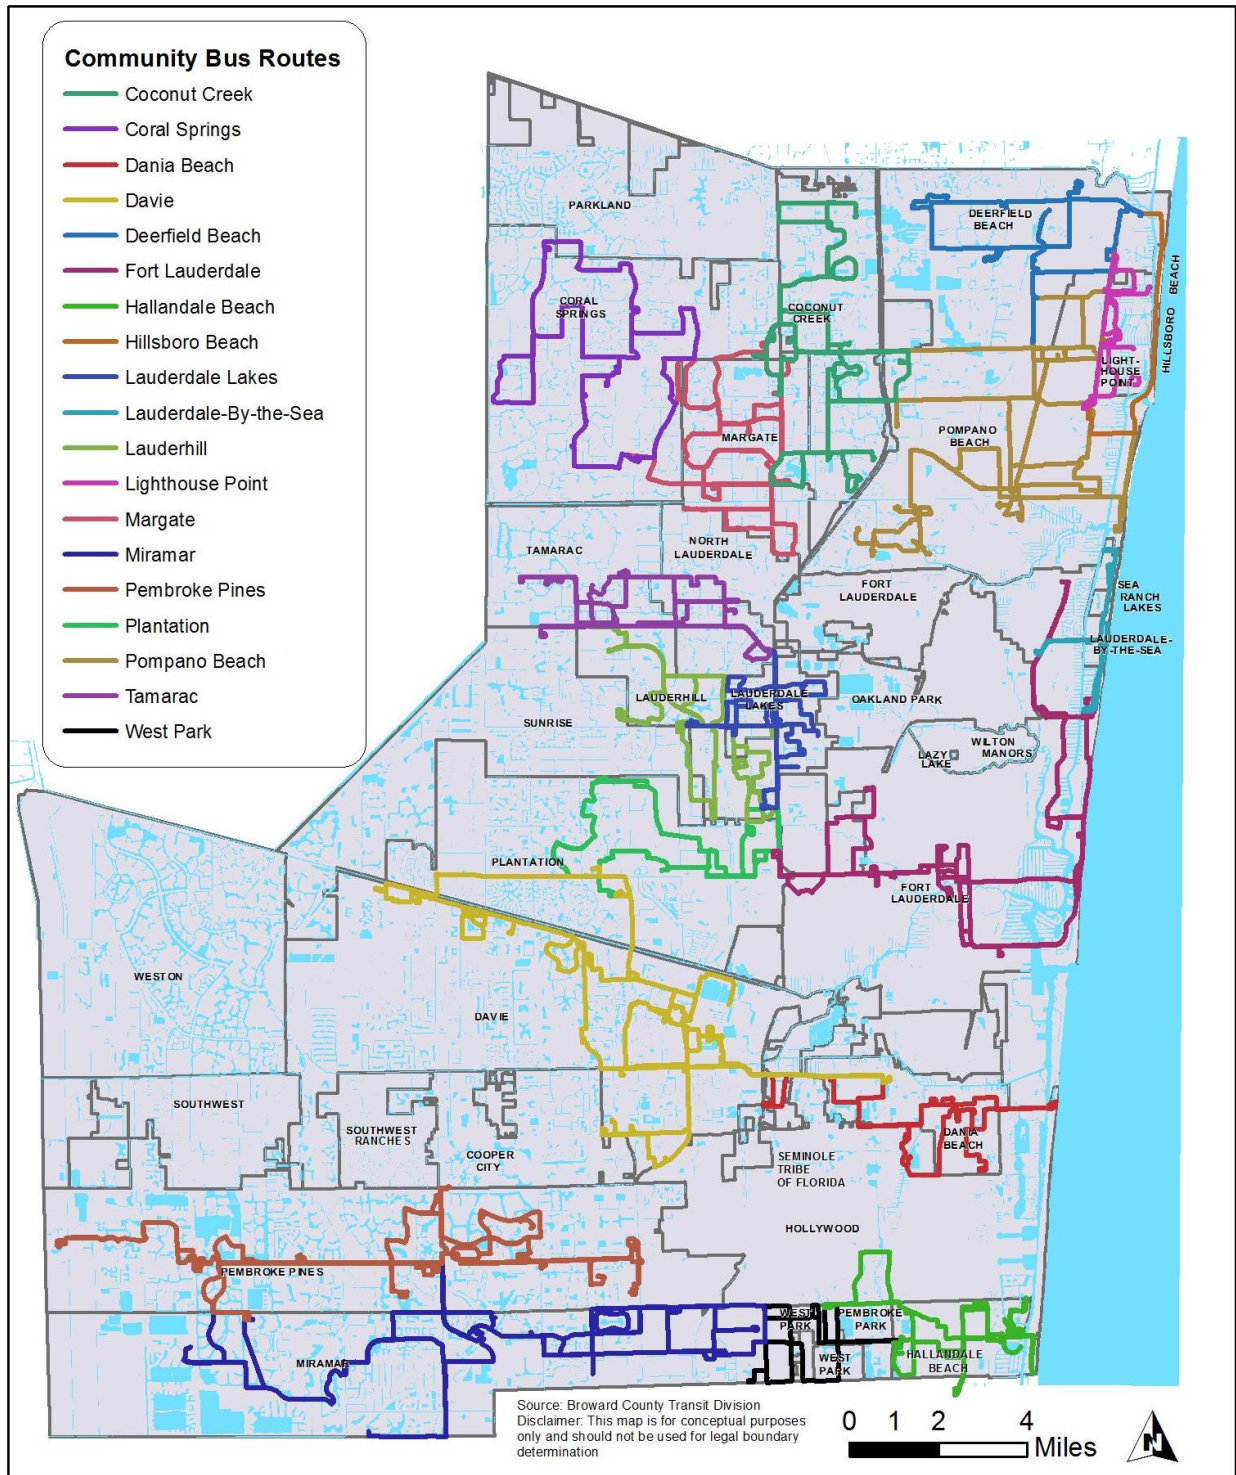 Community Bus Routes
Coconut Creek
Coral Springs
Dania Beach
Davie
Deerfield Beach
Fort Lauderdale
Hallandale Beach
Hillsboro Beach
Lauderdale Lakes
Lauderdale-By-the-Sea
Lauderhill
Lighthouse Point
Margate
Miramar
Pembroke Pines
Plantation
Pompano Beach
Tamarac
West Park
PARKLAND
DEERFIELD
BEACH
HILLSBORO BEACH
CORAL
SPRINGS
COCONUT
CREEK
LIGHT-
HOUSE
POINT
MARGATE
POMPANO
BEACH
TAMARAC
NORTH
LAUDERDALE
FORT
LAUDERDALE
SEA
RANCH
LAKES
LAUDERDALE-
BY-THE-SEA
LAUDERHILL
LAUDERDALE
LAKES
OAKLAND PARK
SUNRISE
WILTON
MANORS
LAZY
LAKE
PLANTATION
FORT
LAUDERDALE
WESTON
DAVIE
SOUTHWEST
SOUTHWEST
RANCHES
COOPER
CITY
DANIA
BEACH
SEMINOLE
TRIBE
OF FLORIDA
HOLLYWOOD
PEMBROKE PINES
WEST
PARK
PEMBROKE
PARK
MIRAMAR
WEST
PARK
HALLANDALE
BEACH
Source: Broward County Transit Division
Disclaimer: This map is for conceptual purposes
only and should not be used for legal boundary
determination
0 1 2 4
Miles
N